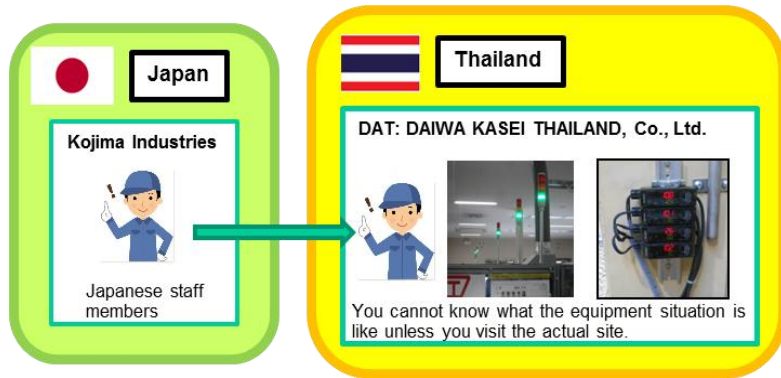 Japan
Kojima Industries
Japanese staff
members
Thailand
DAT: DAIWA KASEI THAILAND, Co., Ltd.
You cannot know what the equipment situation is
like unless you visit the actual site.